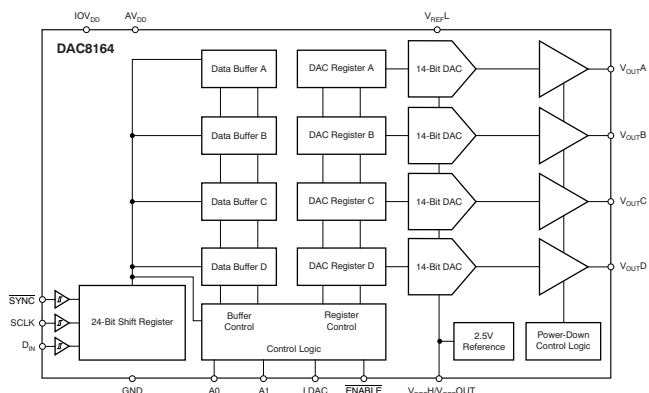 IOVDD AVDD VREFL
DAC8164
Data Buffer A DAC Register A 14-Bit DAC VOUTA
Data Buffer B DAC Register B 14-Bit DAC VOUTB
Data Buffer C DAC Register C 14-Bit DAC VOUTC
Data Buffer D DAC Register D 14-Bit DAC VOUTD
SYNC
SCLK
DIN
24-Bit Shift Register
Buffer Control
Register Control
Control Logic
2.5V Reference
Power-Down Control Logic
GND A0 A1 LDAC ENABLE VREFH/VREFOUT